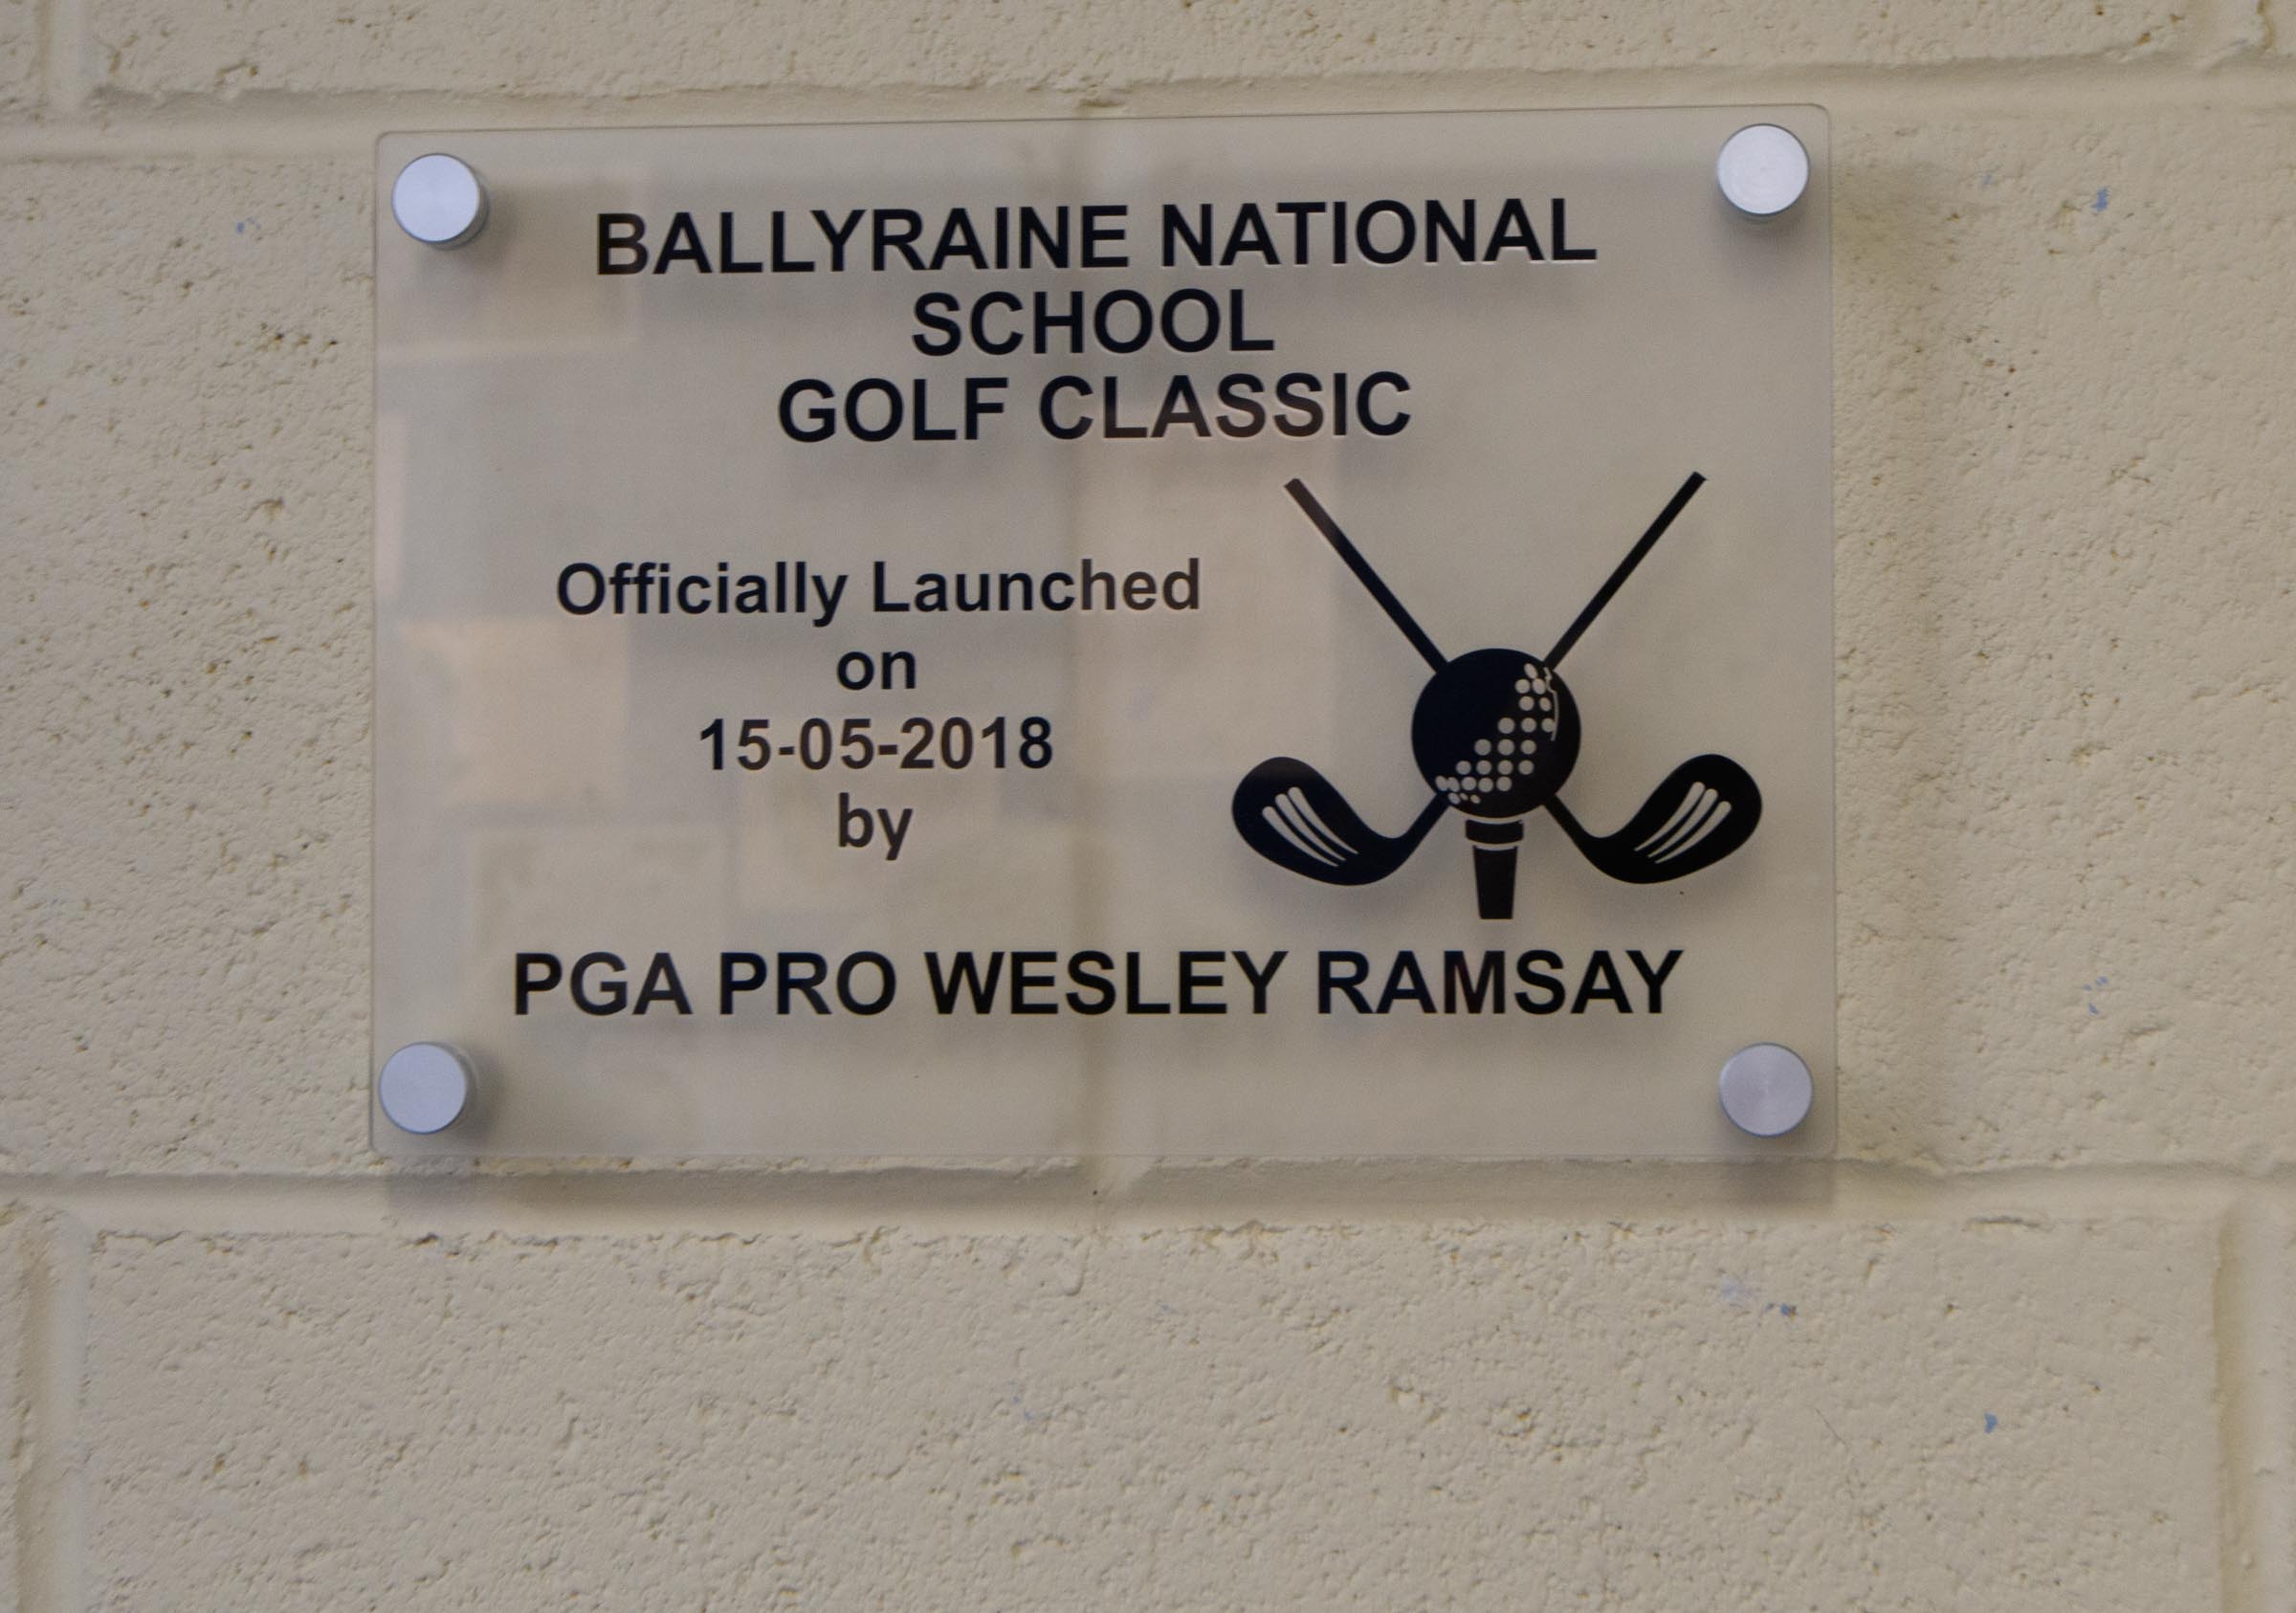 BALLYRAINE NATIONAL
SCHOOL
GOLF CLASSIC
Officially Launched
on
15-05-2018
by
PGA PRO WESLEY RAMSAY